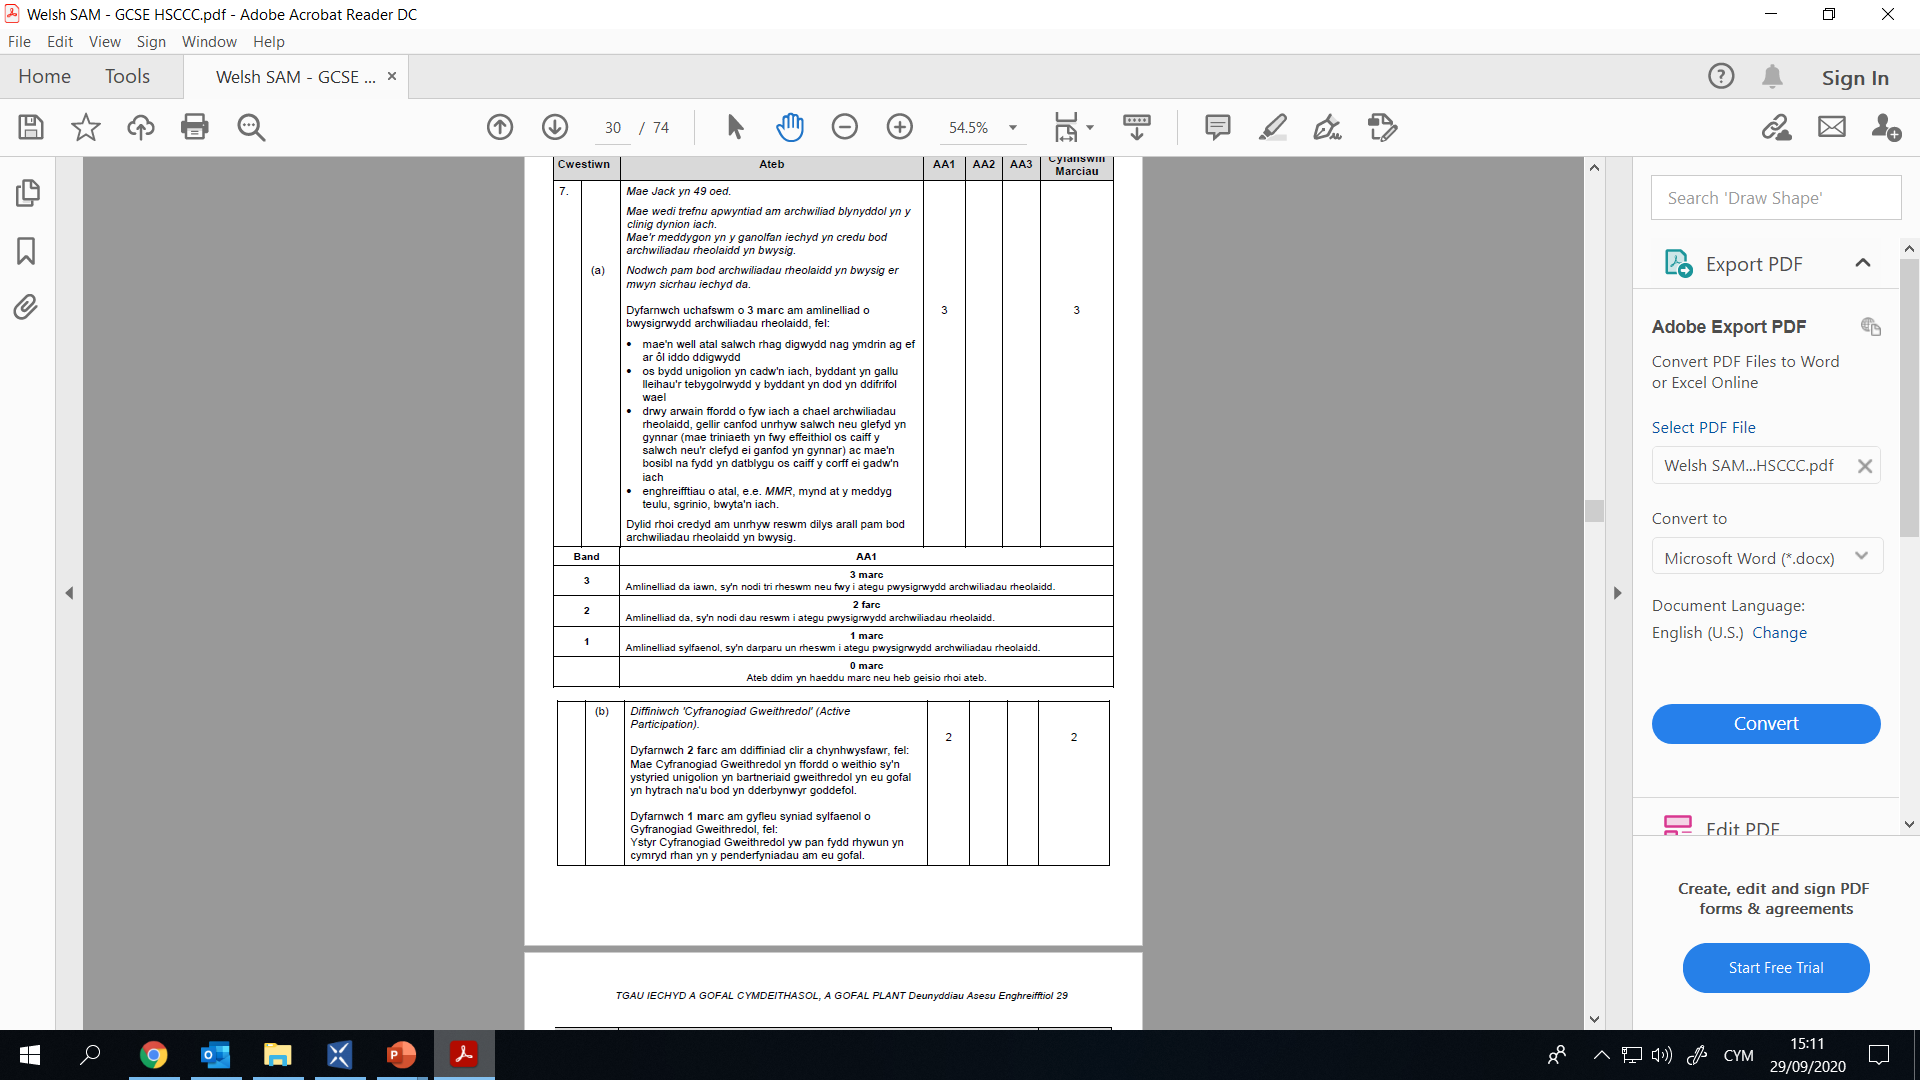 Welsh SAM - GCSE HSCCC.pdf - Adobe Acrobat Reader DC
File Edit View Sign Window Help
Home Tools Welsh SAM - GCSE ... × Sign In
30 / 74 54.5%
Cwestiwn Ateb AA1 AA2 AA3 Cyfanswm
Marciau
7. Mae Jack yn 49 oed.
Mae wedi trefnu apwyntiad am archwiliad blynyddol yn y
clinig dynion iach.
Mae'r meddygon yn y ganolfan iechyd yn credu bod
archwiliadau rheolaidd yn bwysig.
(a) Nodwch pam bod archwiliadau rheolaidd yn bwysig er
mwyn sicrhau iechyd da.
Dyfarnwch uchafswm o 3 marc am amlinelliad o 3 3
bwysigrwydd archwiliadau rheolaidd, fel:
• mae'n well atal salwch rhag digwydd nag ymdrin ag ef
ar ôl iddo ddigwydd
• os bydd unigolion yn cadw'n iach, byddant yn gallu
lleihau'r tebygolrwydd y byddant yn dod yn ddifrifol
wael
• drwy arwain ffordd o fyw iach a chael archwiliadau
rheolaidd, gellir canfod unrhyw salwch neu glefyd yn
gynnar (mae triniaeth yn fwy effeithiol os caiff y
salwch neu'r clefyd ei ganfod yn gynnar) ac mae'n
bosibl na fydd yn datblygu os caiff y corff ei gadw'n
iach
• enghreifftiau o atal, e.e. MMR, mynd at y meddyg
teulu, sgrinio, bwyta'n iach.
Dylid rhoi credyd am unrhyw reswm dilys arall pam bod
archwiliadau rheolaidd yn bwysig.
Band AA1
3 3 marc
Amlinelliad da iawn, sy'n nodi tri rheswm neu fwy i ategu pwysigrwydd archwiliadau rheolaidd.
2 2 farc
Amlinelliad da, sy'n nodi dau reswm i ategu pwysigrwydd archwiliadau rheolaidd.
1 1 marc
Amlinelliad sylfaenol, sy'n darparu un rheswm i ategu pwysigrwydd archwiliadau rheolaidd.
0 marc
Ateb ddim yn haeddu marc neu heb geisio rhoi ateb.
(b) Diffiniwch 'Cyfranogiad Gweithredol' (Active
Participation).
2 2
Dyfarnwch 2 farc am ddiffiniad clir a chynhwysfawr, fel:
Mae Cyfranogiad Gweithredol yn ffordd o weithio sy'n
ystyried unigolion yn bartneriaid gweithredol yn eu gofal
yn hytrach na'u bod yn dderbynwyr goddefol.
Dyfarnwch 1 marc am gyfleu syniad sylfaenol o
Gyfranogiad Gweithredol, fel:
Ystyr Cyfranogiad Gweithredol yw pan fydd rhywun yn
cymryd rhan yn y penderfyniadau am eu gofal.
TGAU IECHYD A GOFAL CYMDEITHASOL, A GOFAL PLANT Deunyddiau Asesu Enghreifftiol 29
Search 'Draw Shape'
Export PDF
Adobe Export PDF
Convert PDF Files to Word
or Excel Online
Select PDF File
Welsh SAM...HSCCC.pdf
Convert to
Microsoft Word (*.docx)
Document Language:
English (U.S.) Change
Convert
Edit PDF
Create, edit and sign PDF
forms & agreements
Start Free Trial
CYM
15:11
29/09/2020